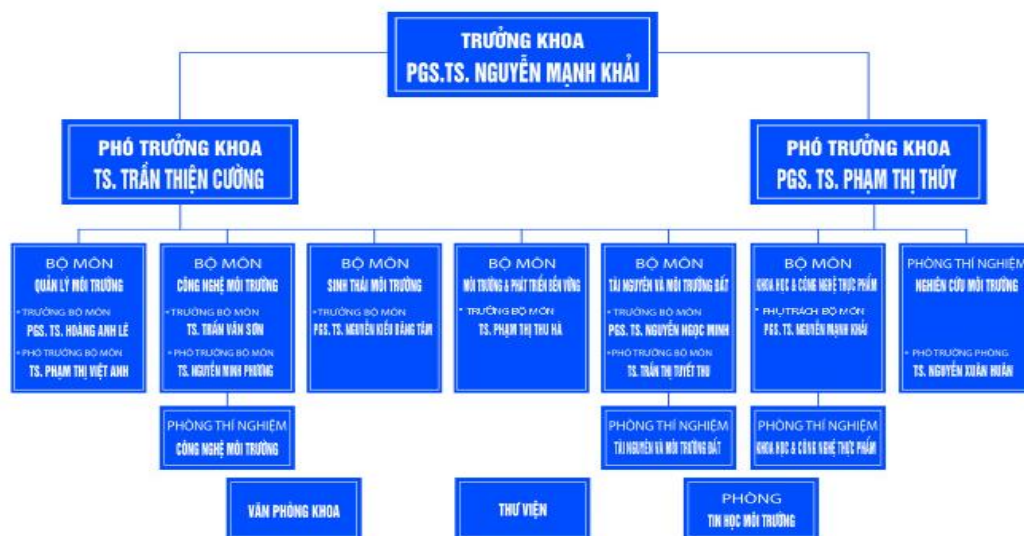 TRƯỞNG KHOA
PGS.TS. NGUYỄN MẠNH KHẢI
PHÓ TRƯỞNG KHOA
TS. TRẦN THIỆN CƯỜNG
PHÓ TRƯỞNG KHOA
PGS. TS. PHẠM THỊ THÚY
BỘ MÔN
QUẢN LÝ MÔI TRƯỜNG
• TRƯỞNG BỘ MÔN
PGS. TS. HOÀNG ANH LÊ
• PHÓ TRƯỞNG BỘ MÔN
TS. PHẠM THỊ VIỆT ANH
BỘ MÔN
CÔNG NGHỆ MÔI TRƯỜNG
• TRƯỞNG BỘ MÔN
TS. TRẦN VĂN SƠN
• PHÓ TRƯỞNG BỘ MÔN
TS. NGUYỄN MINH PHƯƠNG
BỘ MÔN
SINH THÁI MÔI TRƯỜNG
• TRƯỞNG BỘ MÔN
PGS. TS. NGUYỄN KIỀU BĂNG TÂM
BỘ MÔN
MÔI TRƯỜNG & PHÁT TRIỂN BỀN VỮNG
• TRƯỞNG BỘ MÔN
TS. PHẠM THỊ THU HÀ
BỘ MÔN
TÀI NGUYÊN VÀ MÔI TRƯỜNG ĐẤT
• TRƯỞNG BỘ MÔN
PGS. TS. NGUYỄN NGỌC MINH
• PHÓ TRƯỞNG BỘ MÔN
TS. TRẦN THỊ TUYẾT THU
BỘ MÔN
KHOA HỌC & CÔNG NGHỆ THỰC PHẨM
• PHỤ TRÁCH BỘ MÔN
PGS. TS. NGUYỄN MẠNH KHẢI
PHÒNG THÍ NGHIỆM
NGHIÊN CỨU MÔI TRƯỜNG
• PHÓ TRƯỞNG PHÒNG
TS. NGUYỄN XUÂN HUÂN
PHÒNG THÍ NGHIỆM
CÔNG NGHỆ MÔI TRƯỜNG
PHÒNG THÍ NGHIỆM
TÀI NGUYÊN VÀ MÔI TRƯỜNG ĐẤT
PHÒNG THÍ NGHIỆM
KHOA HỌC & CÔNG NGHỆ THỰC PHẨM
VĂN PHÒNG KHOA
THƯ VIỆN
PHÒNG
TIN HỌC MÔI TRƯỜNG